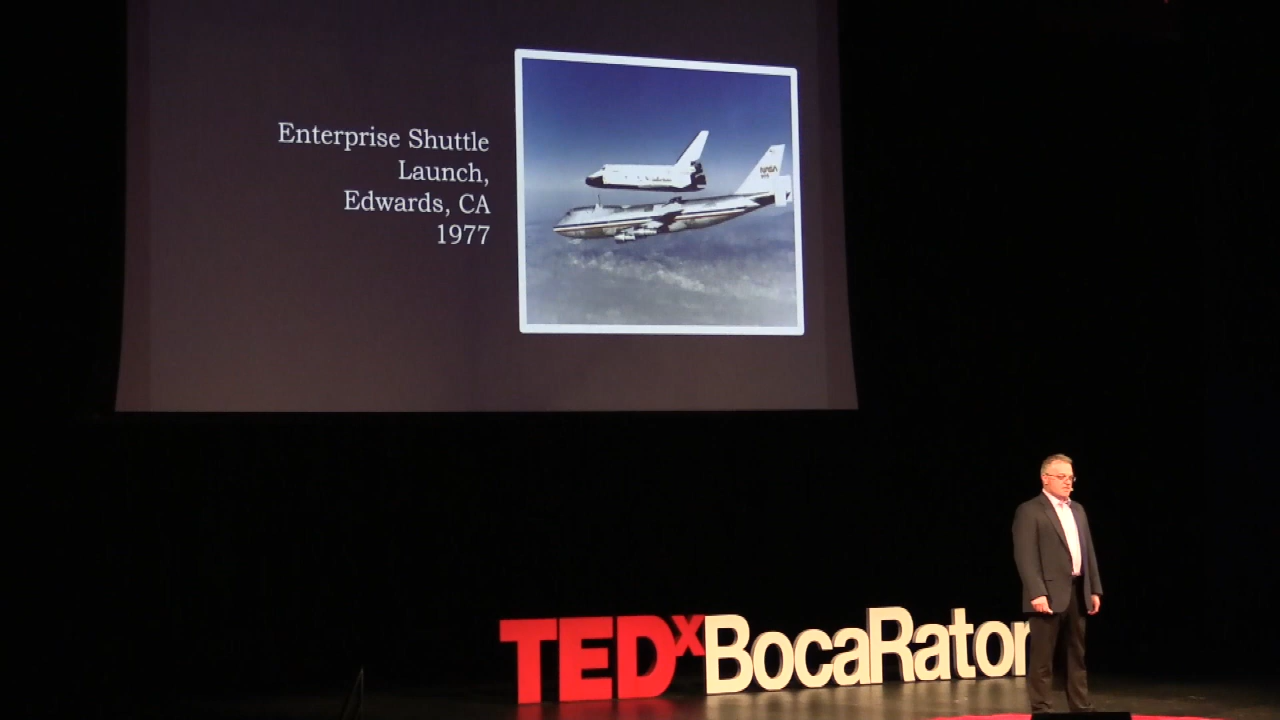 Enterprise Shuttle
Launch,
Edwards, CA
1977
NASA
TEDxBocaRaton